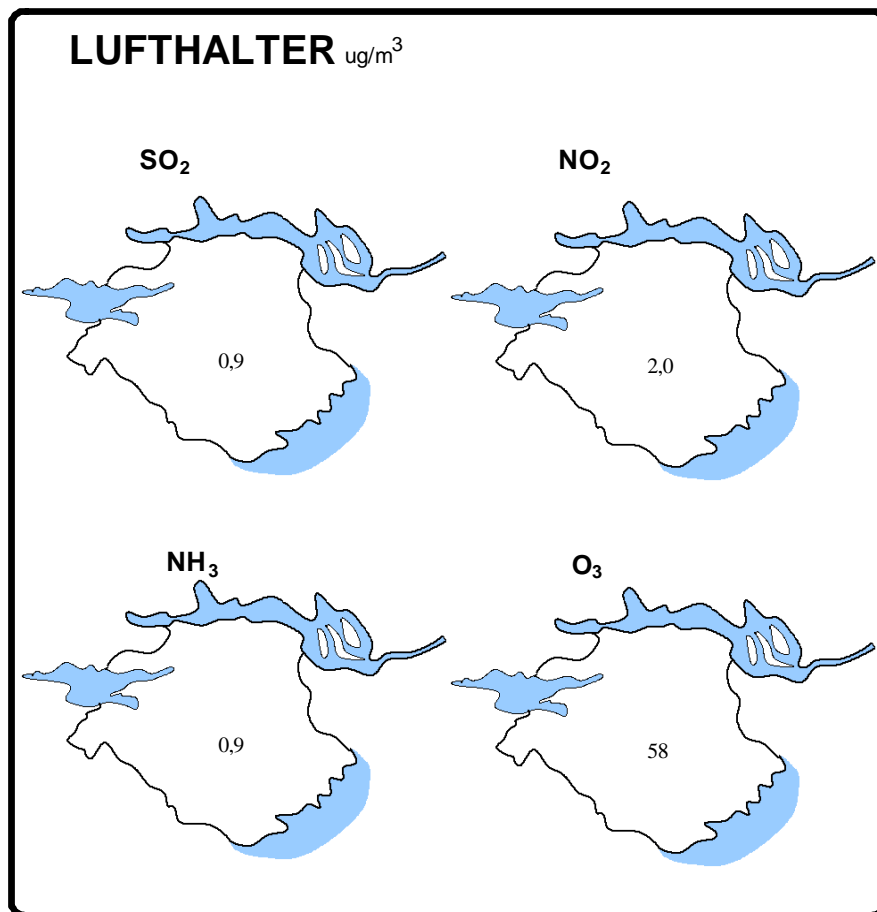 LUFTHALTER ug/m³
SO₂ NO₂
0,9 2,0
NH₃ O₃
0,9 58